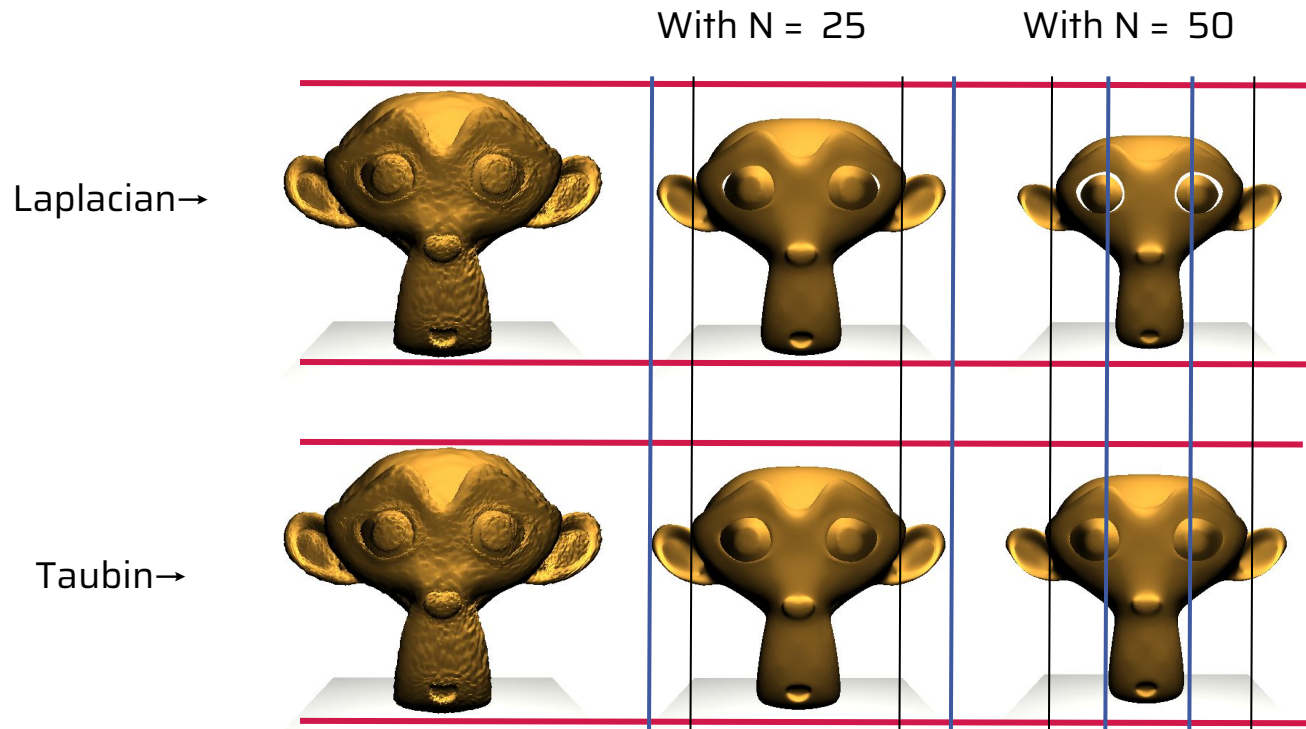 With N = 25
With N = 50
Laplacian→
Taubin→